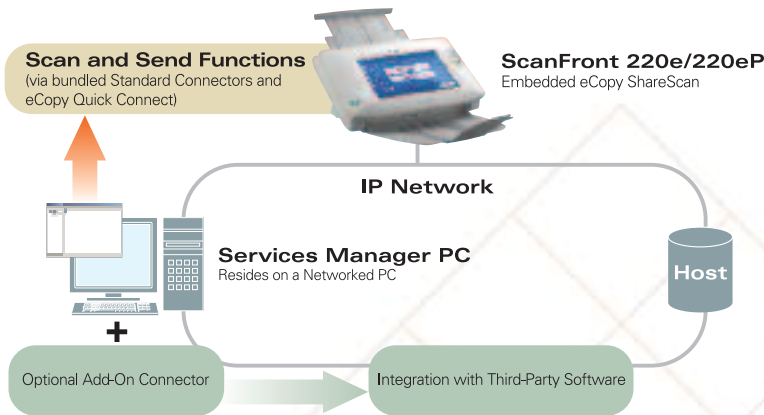 Scan and Send Functions
(via bundled Standard Connectors and
eCopy Quick Connect)
ScanFront 220e/220eP
Embedded eCopy ShareScan
IP Network
Services Manager PC
Resides on a Networked PC
Host
+
Optional Add-On Connector
Integration with Third-Party Software